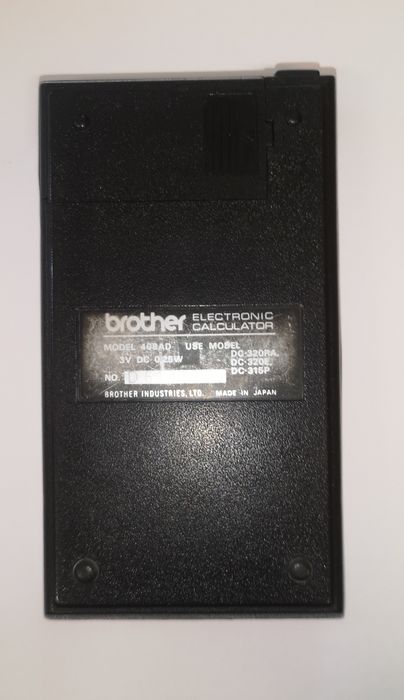 brother ELECTRONIC CALCULATOR
MODEL 408AD USE MODEL
3V DC 0.25W DC-320RA,
DC-320E,
NO. DC-315P
BROTHER INDUSTRIES, LTD. MADE IN JAPAN